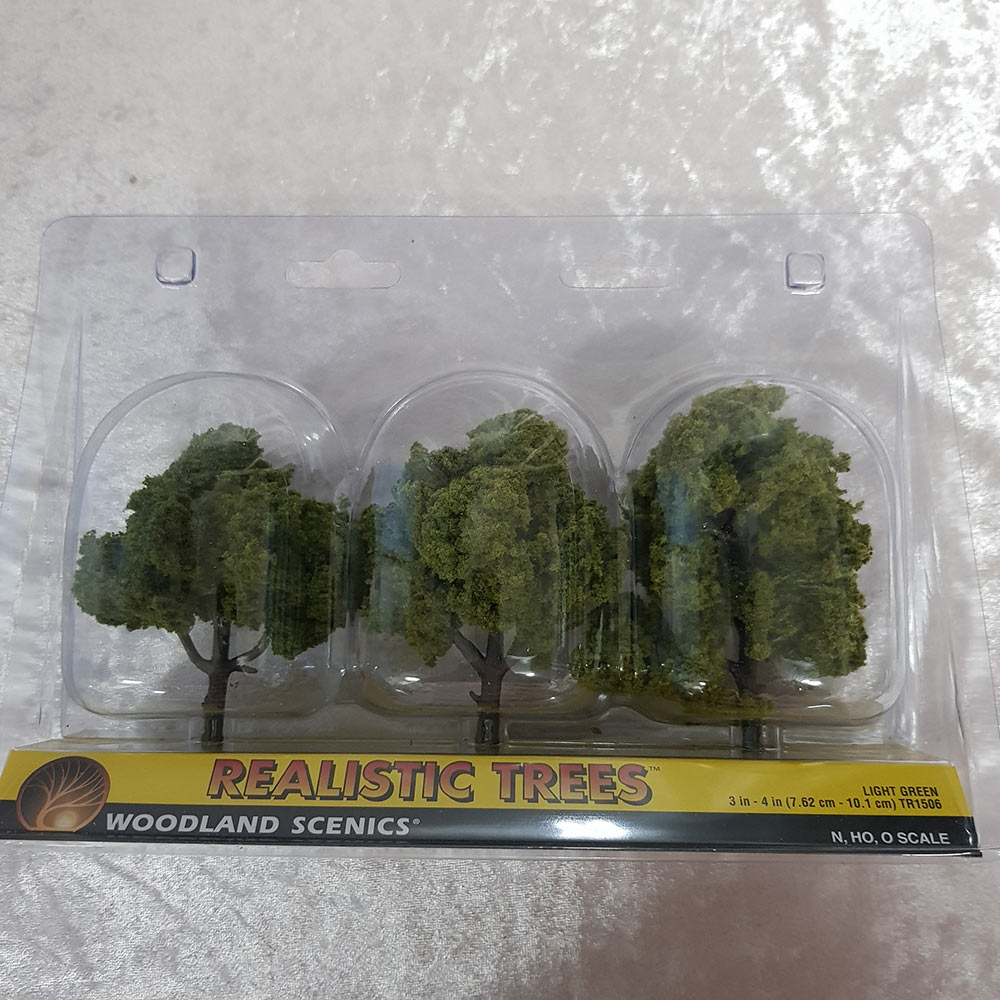 REALISTIC TREES™
LIGHT GREEN
3 in - 4 in (7.62 cm - 10.1 cm) TR1506
WOODLAND SCENICS®
N, HO, O SCALE